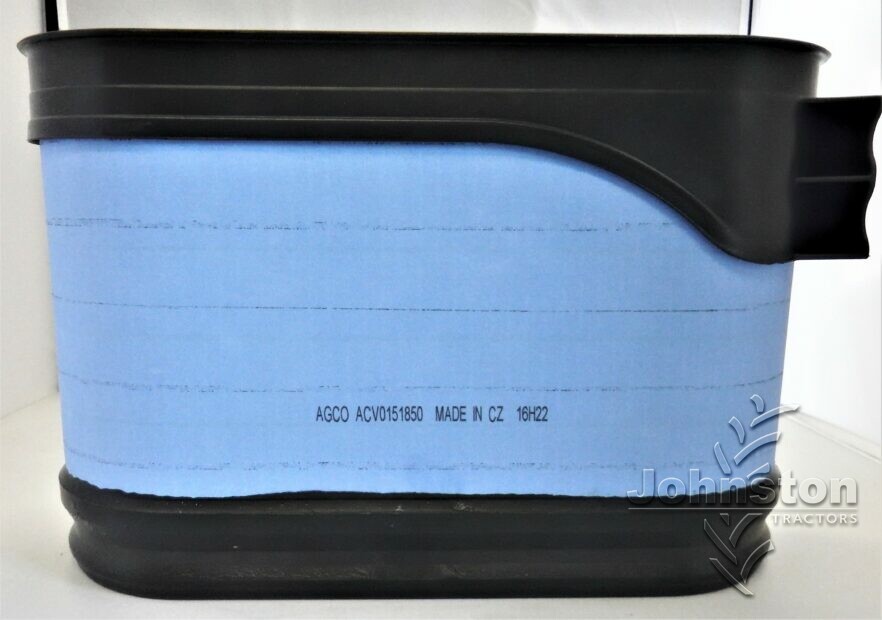 AGCO ACV0151850 MADE IN CZ 16H22
Johnston
TRACTORS